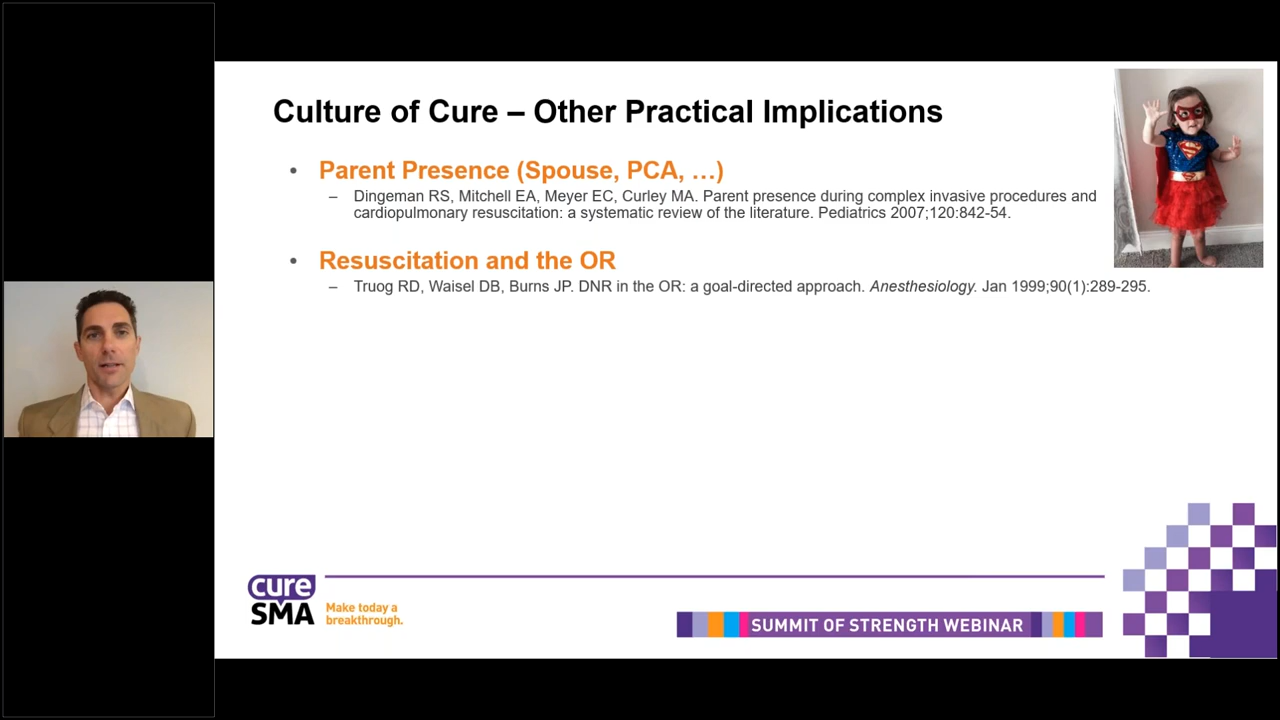 Culture of Cure – Other Practical Implications
• Parent Presence (Spouse, PCA, …)
– Dingeman RS, Mitchell EA, Meyer EC, Curley MA. Parent presence during complex invasive procedures and
cardiopulmonary resuscitation: a systematic review of the literature. Pediatrics 2007;120:842-54.
• Resuscitation and the OR
– Truog RD, Waisel DB, Burns JP. DNR in the OR: a goal-directed approach. Anesthesiology. Jan 1999;90(1):289-295.
cure
SMA
Make today a
breakthrough.
SUMMIT OF STRENGTH WEBINAR